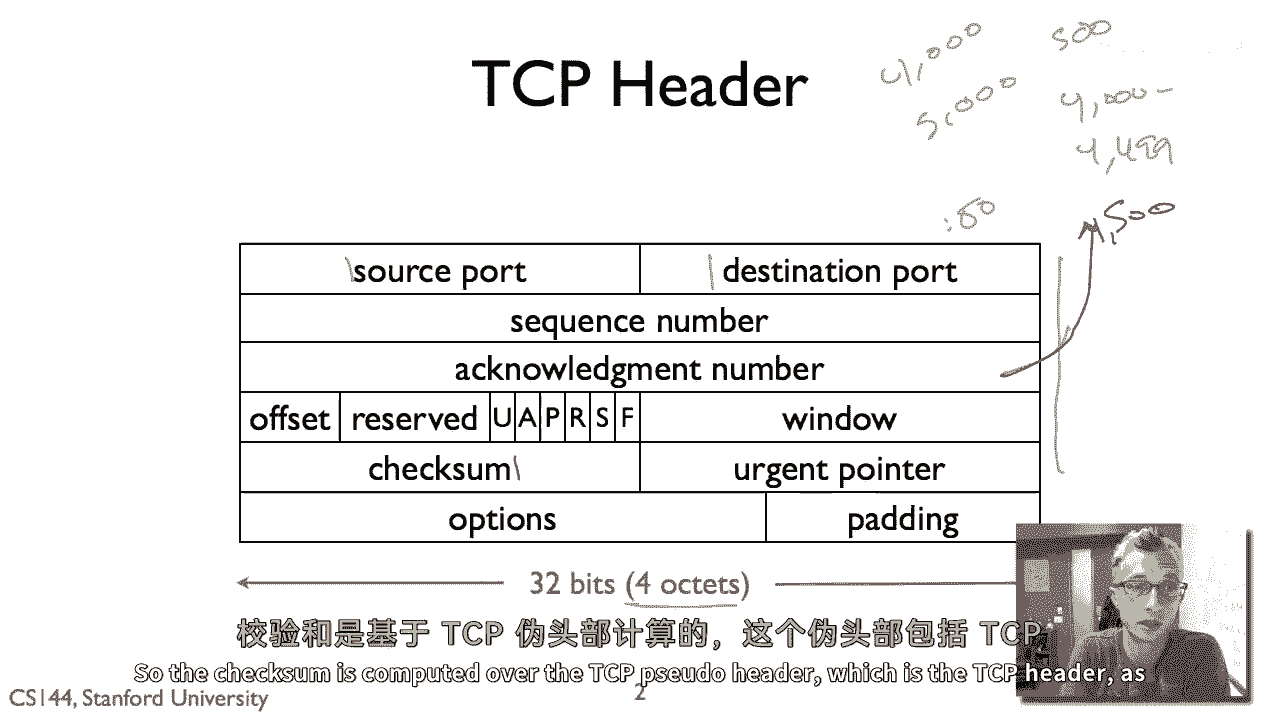 TCP Header
4,000 500
5,000 4,000-
4,499
:80 4,500
source port destination port
sequence number
acknowledgment number
offset reserved U A P R S F window
checksum urgent pointer
options padding
32 bits (4 octets)
校验和是基于 TCP 伪头部计算的，这个伪头部包括 TCP
So the checksum is computed over the TCP pseudo header, which is the TCP header, as
CS144, Stanford University 2